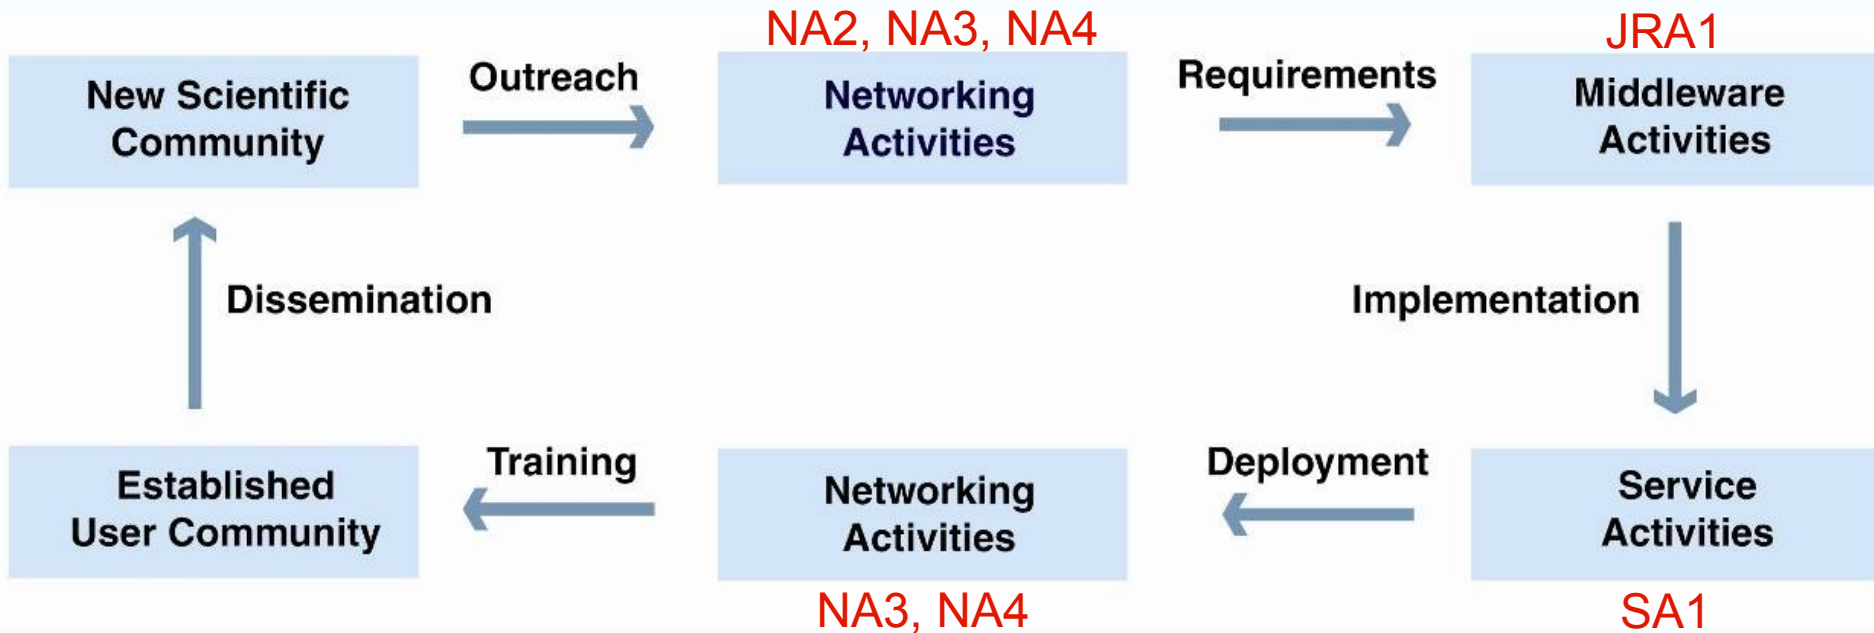 NA2, NA3, NA4
JRA1
New Scientific
Community
Outreach
Networking
Activities
Requirements
Middleware
Activities
Dissemination
Implementation
Established
User Community
Training
Networking
Activities
Deployment
Service
Activities
NA3, NA4
SA1